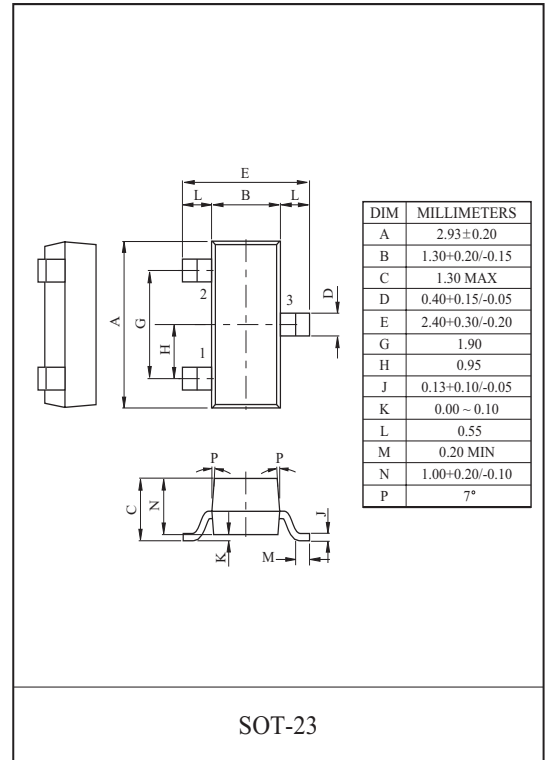 E
L B L
2
3
1
A
G
H
D
P P
C
N
K
M
J
DIM MILLIMETERS
A 2.93±0.20
B 1.30+0.20/-0.15
C 1.30 MAX
D 0.40+0.15/-0.05
E 2.40+0.30/-0.20
G 1.90
H 0.95
J 0.13+0.10/-0.05
K 0.00 ~ 0.10
L 0.55
M 0.20 MIN
N 1.00+0.20/-0.10
P 7°
SOT-23